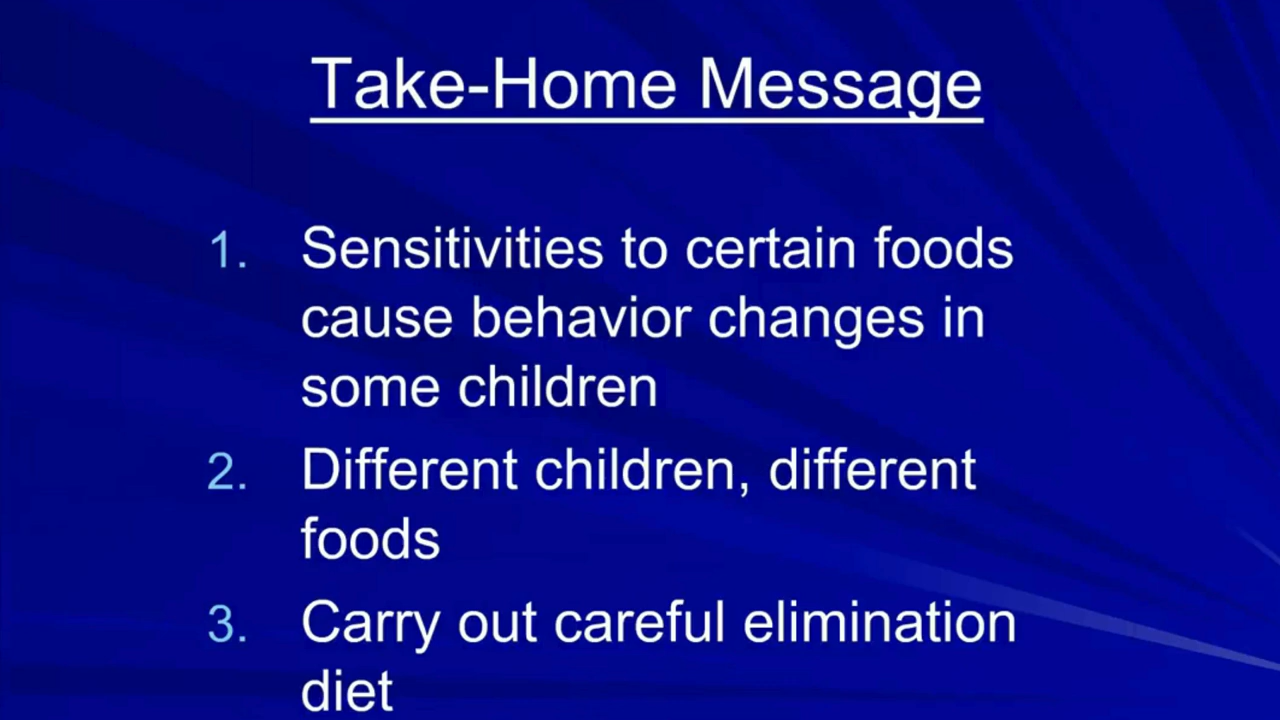 Take-Home Message
1. Sensitivities to certain foods
cause behavior changes in
some children
2. Different children, different
foods
3. Carry out careful elimination
diet